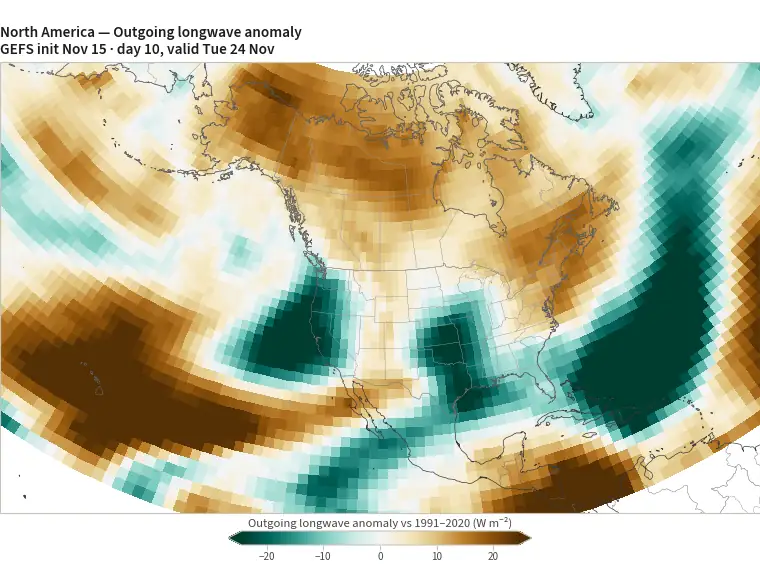 North America — Outgoing longwave anomaly
GEFS init Nov 15 · day 10, valid Tue 24 Nov
Outgoing longwave anomaly vs 1991–2020 (W m⁻²)
−20 −10 0 10 20